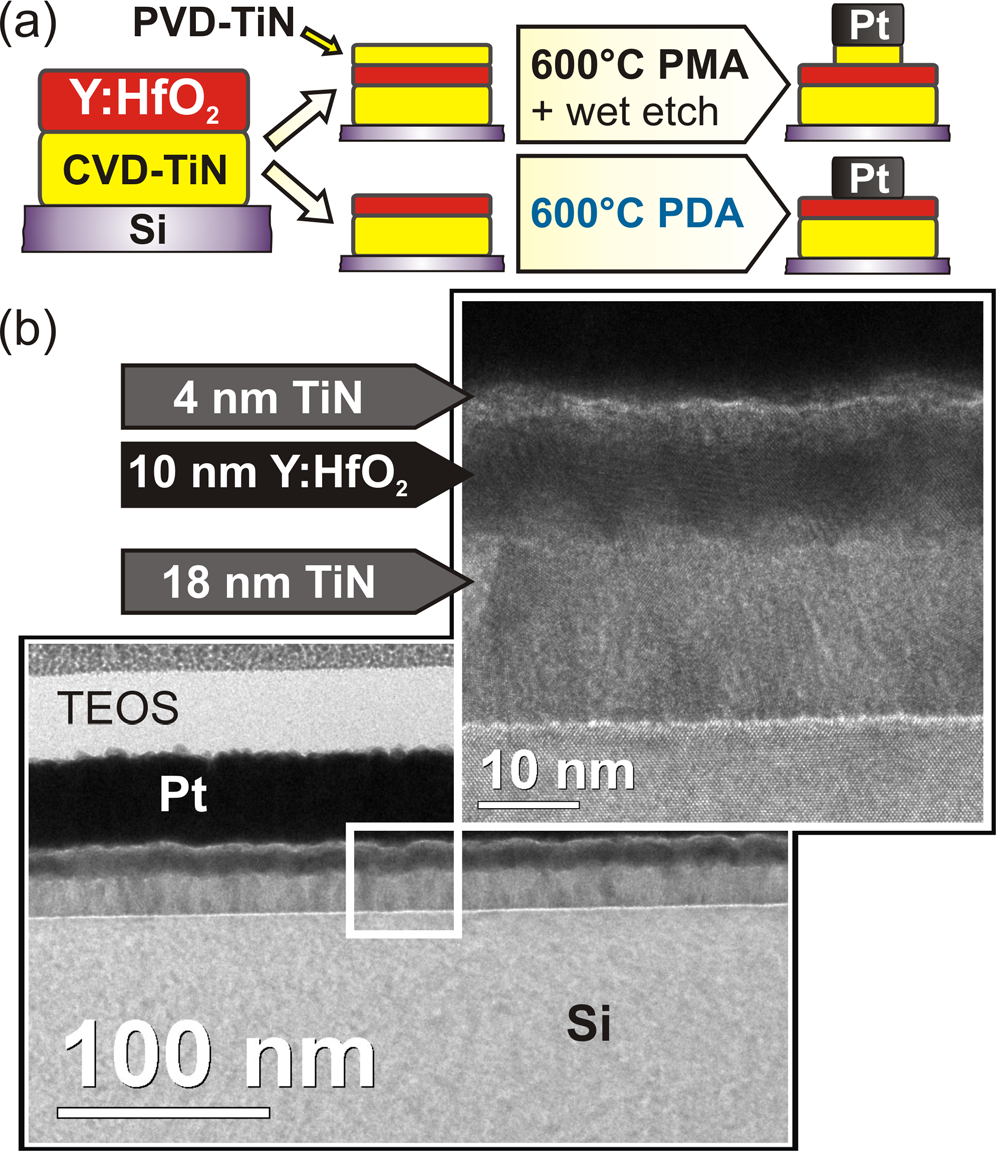 (a)
PVD-TiN
Y:HfO₂
CVD-TiN
Si
600°C PMA
+ wet etch
Pt
600°C PDA
Pt
(b)
4 nm TiN
10 nm Y:HfO₂
18 nm TiN
10 nm
TEOS
Pt
Si
100 nm